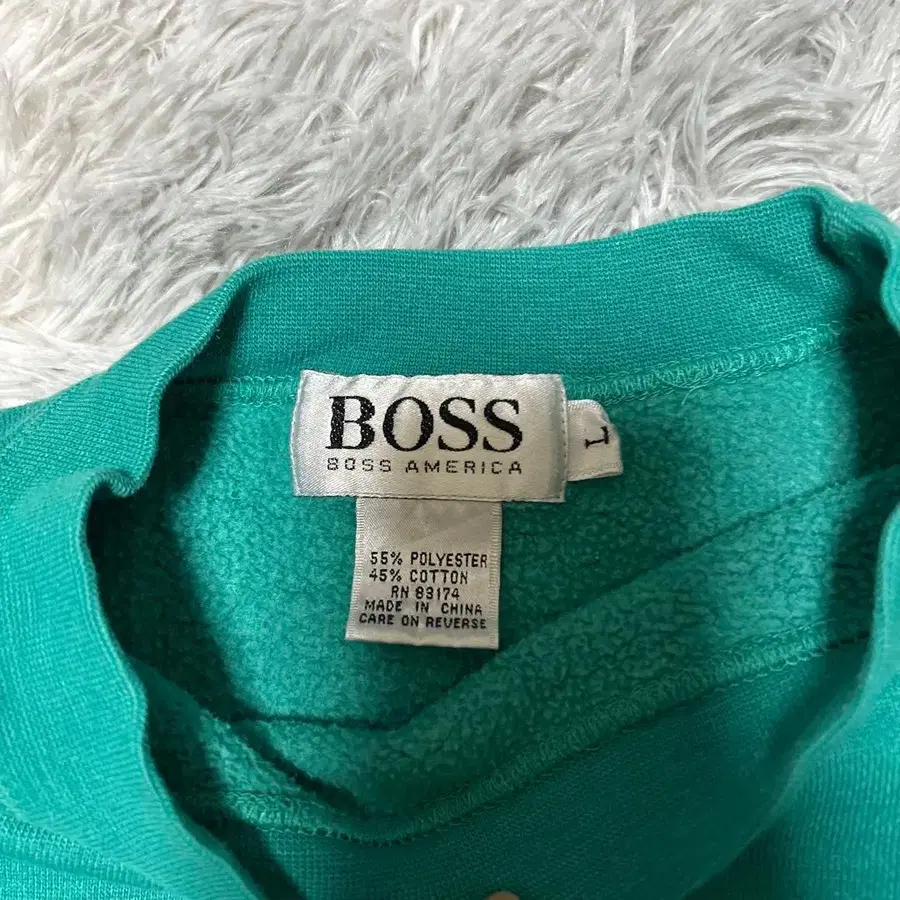 BOSS
BOSS AMERICA
L
55% POLYESTER
45% COTTON
RN 83174
MADE IN CHINA
CARE ON REVERSE